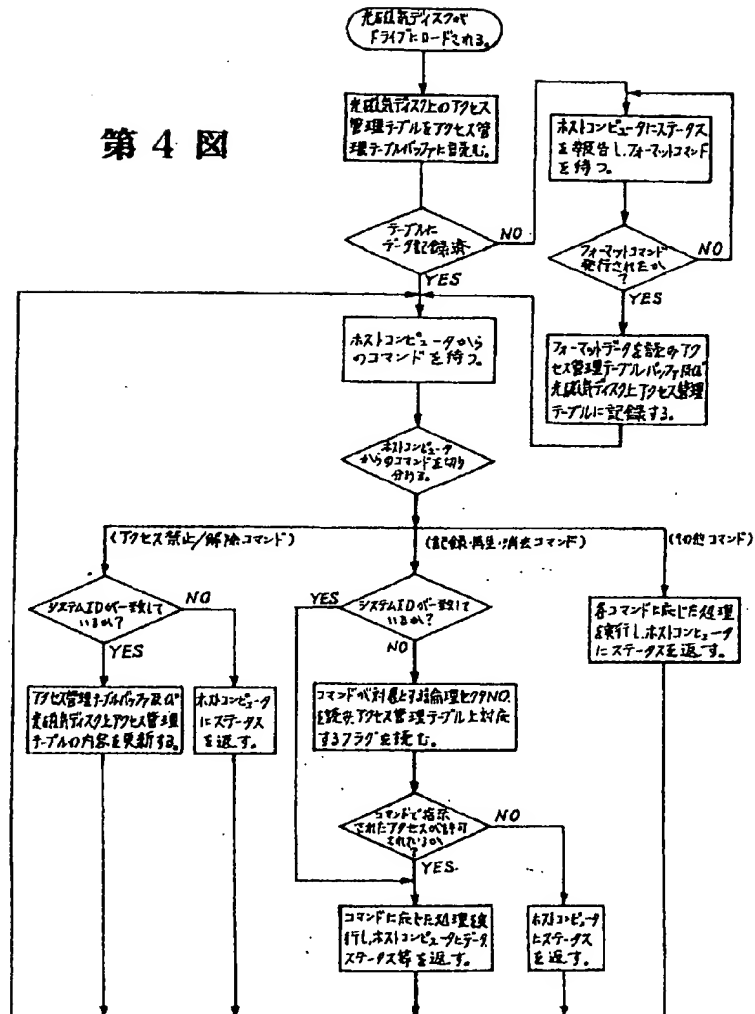 第4図
光磁気ディスクが
ドライブにロードされる。
光磁気ディスク上のアクセス
管理テーブルをアクセス管
理テーブルバッファに読む。
テーブルに
データ記録済
NO
YES
ホストコンピュータにステータス
を報告し、フォーマットコマンド
を待つ。
フォーマットコマンド
発行されたか
?
NO
YES
フォーマットデータを読みアク
セス管理テーブルバッファ及び
光磁気ディスク上アクセス管理
テーブルに記録する。
ホストコンピュータから
のコマンドを待つ。
ホストコンピュータ
からのコマンドを切り
分ける。
(アクセス禁止/解除コマンド)
(記録・再生・消去コマンド)
(その他コマンド)
システムIDが一致して
いるか?
NO
YES
アクセス管理テーブルバッファ及び
光磁気ディスク上アクセス管理
テーブルの内容を更新する。
ホストコンピュータ
にステータス
を返す。
システムIDが一致して
いるか?
YES
NO
コマンドが対象とする論理セクタNO.
を読み、アクセス管理テーブル上対応
するフラグを読む。
コマンドで指示
されたアクセスが許可
されているか
?
NO
YES
コマンドに応じた処理を実
行し、ホストコンピュータにデータ、
ステータス等を返す。
ホストコンピュータ
にステータス
を返す。
各コマンドに応じた処理
を実行し、ホストコンピュータ
にステータスを返す。